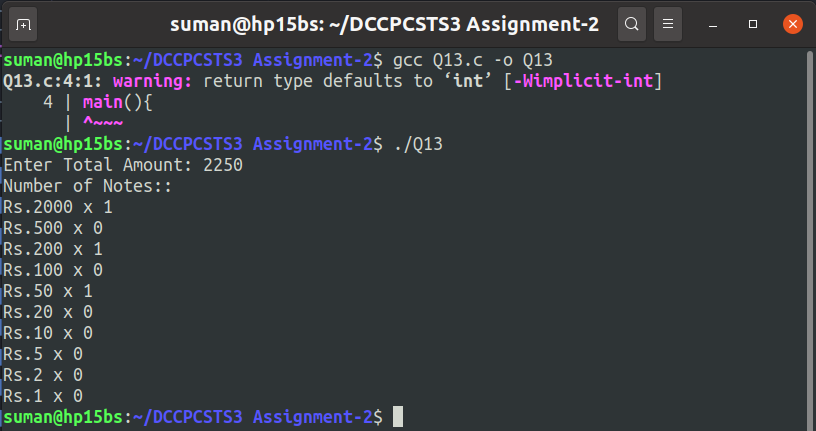 suman@hp15bs: ~/DCCPCSTS3 Assignment-2
suman@hp15bs:~/DCCPCSTS3 Assignment-2$ gcc Q13.c -o Q13
Q13.c:4:1: warning: return type defaults to ‘int’ [-Wimplicit-int]
    4 | main(){
      | ^~~~
suman@hp15bs:~/DCCPCSTS3 Assignment-2$ ./Q13
Enter Total Amount: 2250
Number of Notes::
Rs.2000 x 1
Rs.500 x 0
Rs.200 x 1
Rs.100 x 0
Rs.50 x 1
Rs.20 x 0
Rs.10 x 0
Rs.5 x 0
Rs.2 x 0
Rs.1 x 0
suman@hp15bs:~/DCCPCSTS3 Assignment-2$